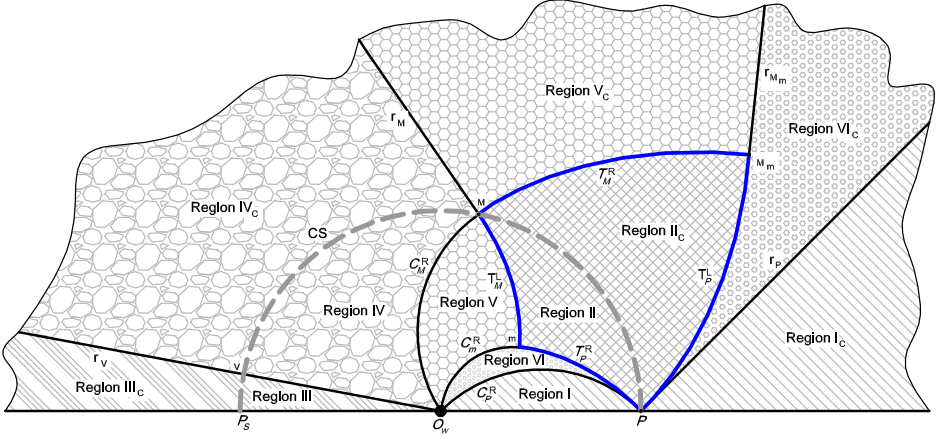 r_M_m
Region V_C
r_M
Region VI_C
M_m
T_M^R
M
Region IV_C
CS
Region II_C
C_M^R
r_P
T_M^L
T_P^L
Region V
Region IV
Region II
Region I_C
C_m^R
m
T_P^R
r_V
V
Region VI
Region III_C
Region III
C_P^R
Region I
P_S
O_w
P